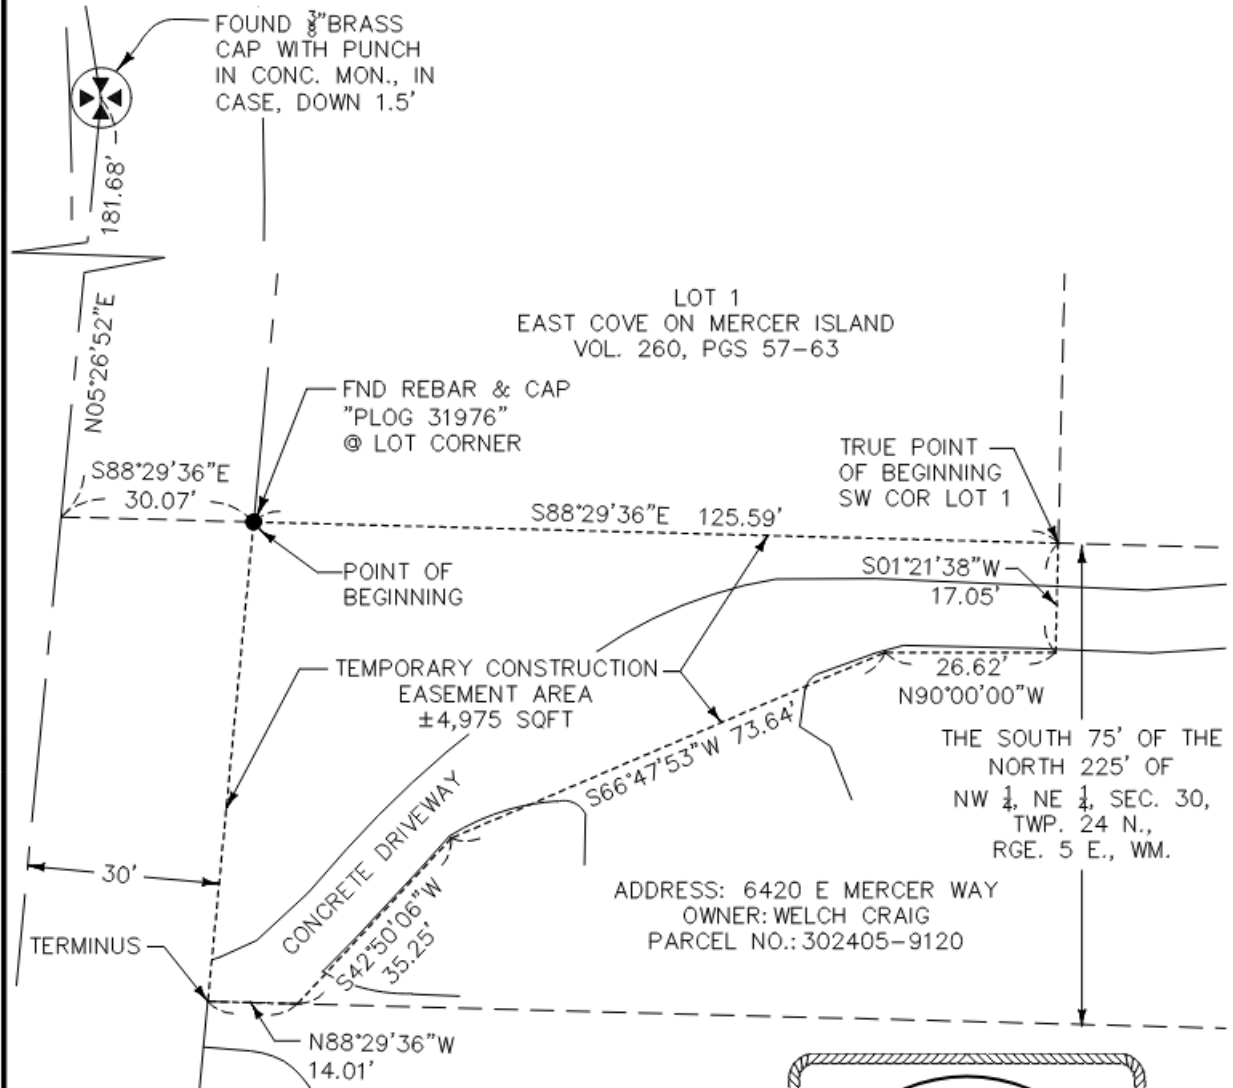 FOUND 3/8" BRASS
CAP WITH PUNCH
IN CONC. MON., IN
CASE, DOWN 1.5'
181.68'
N05°26'52"E
LOT 1
EAST COVE ON MERCER ISLAND
VOL. 260, PGS 57-63
FND REBAR & CAP
"PLOG 31976"
@ LOT CORNER
S88°29'36"E
30.07'
TRUE POINT
OF BEGINNING
SW COR LOT 1
S88°29'36"E 125.59'
POINT OF
BEGINNING
S01°21'38"W
17.05'
TEMPORARY CONSTRUCTION
EASEMENT AREA
±4,975 SQFT
26.62'
N90°00'00"W
S66°47'53"W 73.64'
THE SOUTH 75' OF THE
NORTH 225' OF
NW 1/4, NE 1/4, SEC. 30,
TWP. 24 N.,
RGE. 5 E., WM.
CONCRETE DRIVEWAY
30'
ADDRESS: 6420 E MERCER WAY
OWNER: WELCH CRAIG
PARCEL NO.: 302405-9120
TERMINUS
S42°50'06"W
35.25'
N88°29'36"W
14.01'